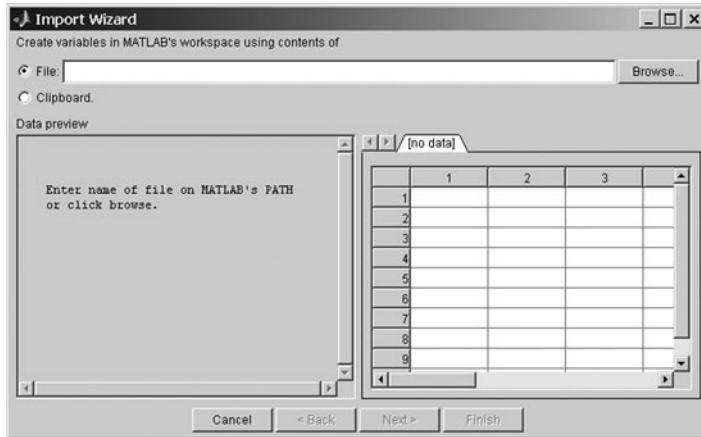 Import Wizard
Create variables in MATLAB's workspace using contents of
File:
Browse...
Clipboard.
Data preview
[no data]
Enter name of file on MATLAB's PATH
or click browse.
1 2 3
1
2
3
4
5
6
7
8
9
Cancel < Back Next > Finish